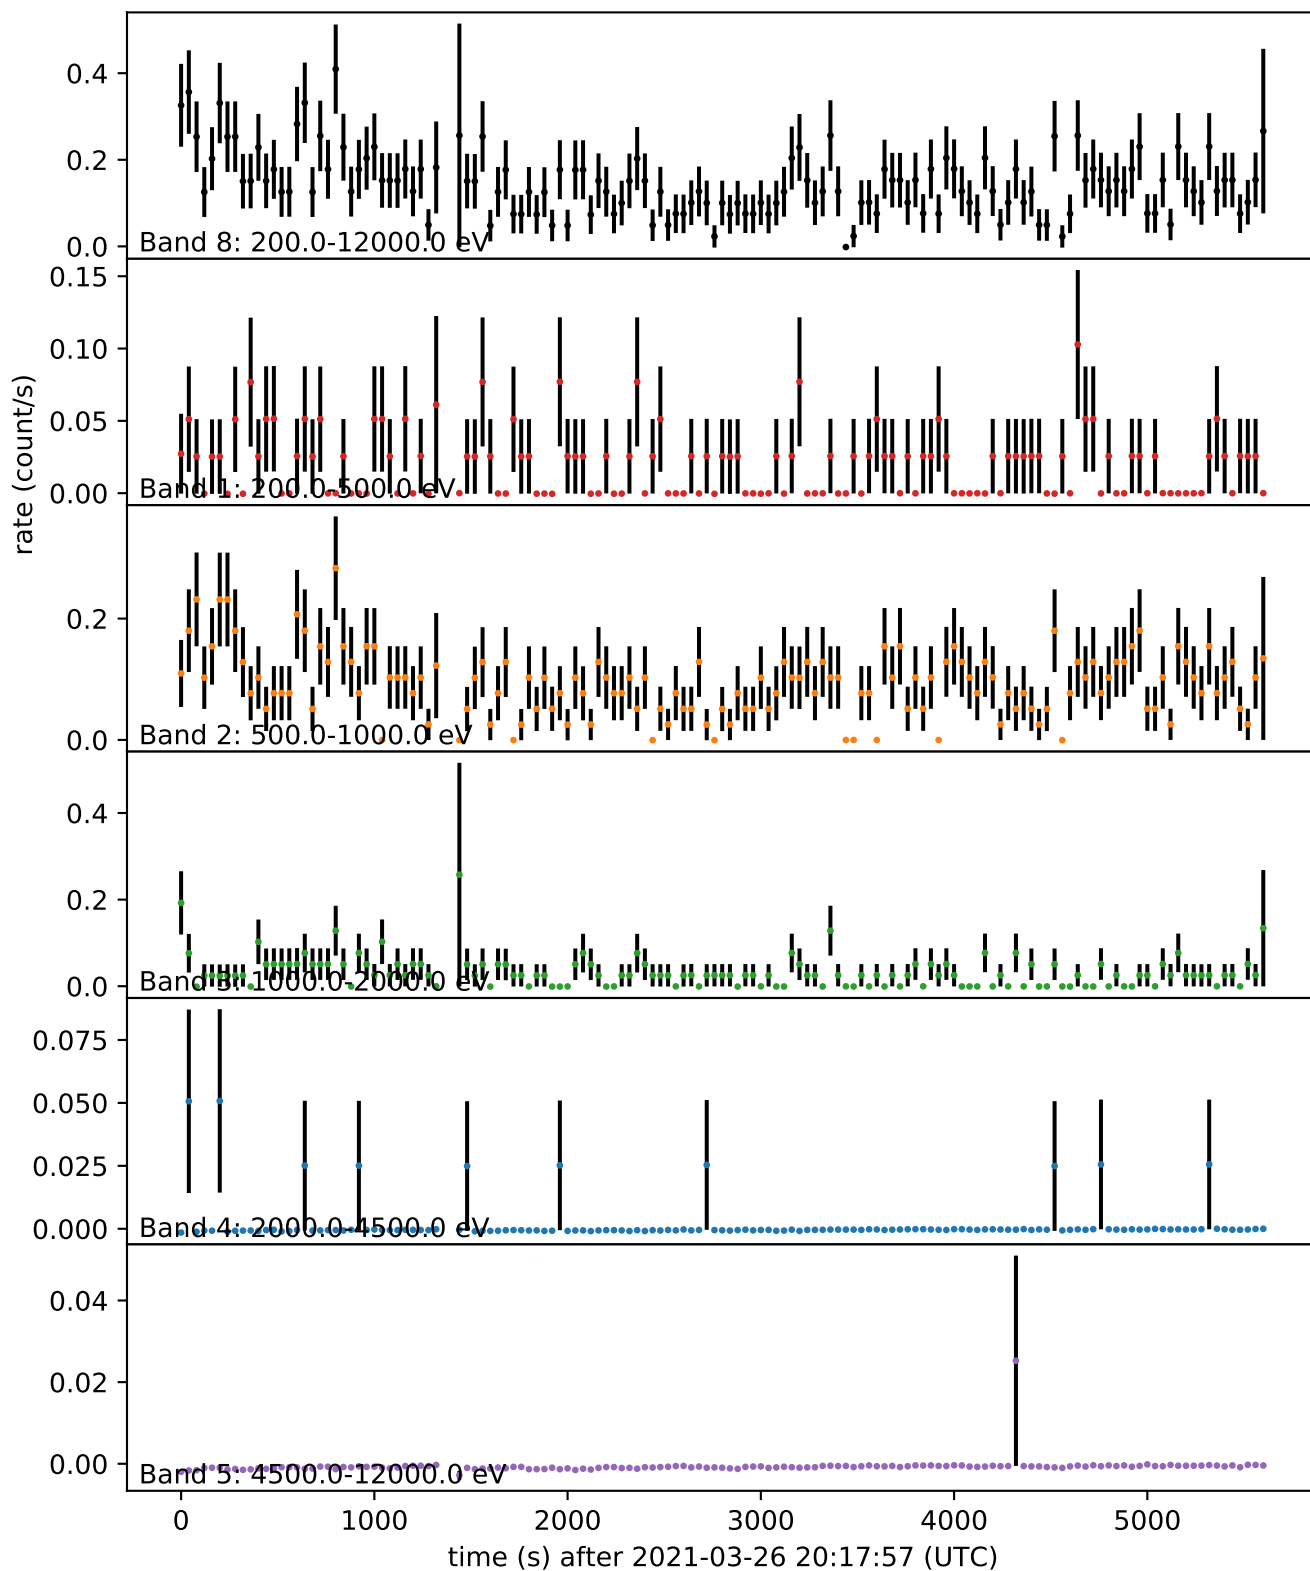 0.4
0.2
0.0
Band 8: 200.0-12000.0 eV
0.15
0.10
0.05
0.00
Band 1: 200.0-500.0 eV
rate (count/s)
0.2
0.0
Band 2: 500.0-1000.0 eV
0.4
0.2
0.0
Band 3: 1000.0-2000.0 eV
0.075
0.050
0.025
0.000
Band 4: 2000.0-4500.0 eV
0.04
0.02
0.00
Band 5: 4500.0-12000.0 eV
0 1000 2000 3000 4000 5000
time (s) after 2021-03-26 20:17:57 (UTC)